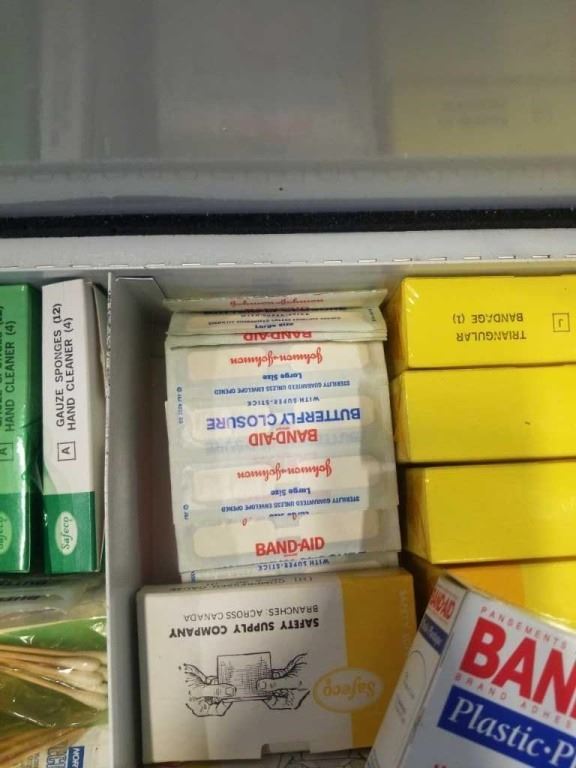 GAUZE SPONGES (12)
HAND CLEANER (4)
A
Safeco
HAND CLEANER (4)
A
BAND-AID
Johnson & Johnson
Large Size
STERILITY GUARANTEED UNLESS ENVELOPE OPENED
WITH SUPER-STICK
BUTTERFLY CLOSURE
BAND-AID
Johnson & Johnson
Large Size
STERILITY GUARANTEED UNLESS ENVELOPE OPENED
BAND-AID
WITH SUPER-STICK
TRIANGULAR
BANDAGE (1)
J
SAFETY SUPPLY COMPANY
BRANCHES: ACROSS CANADA
Safeco
BAND-AID
PANSEMENTS
BAN
BRAND ADHES
Plastic·P